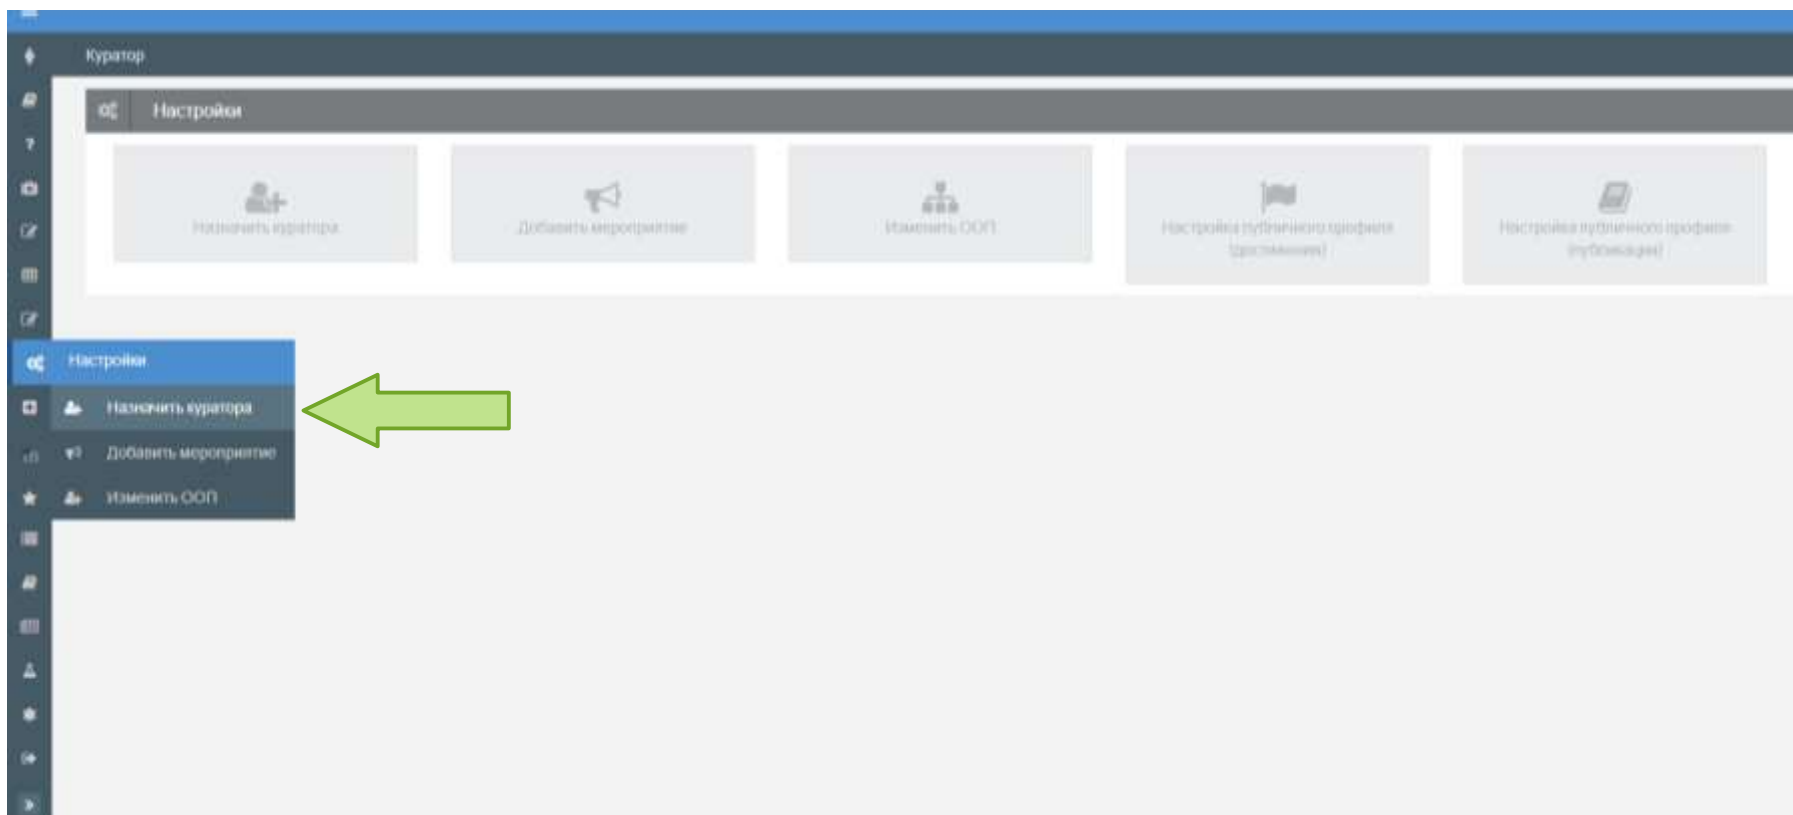 Куратор
Настройки
Назначить куратора
Добавить мероприятие
Изменить ООП
Настройка публичного профиля
(достижения)
Настройка публичного профиля
(публикации)
Настройки
Назначить куратора
Добавить мероприятие
Изменить ООП